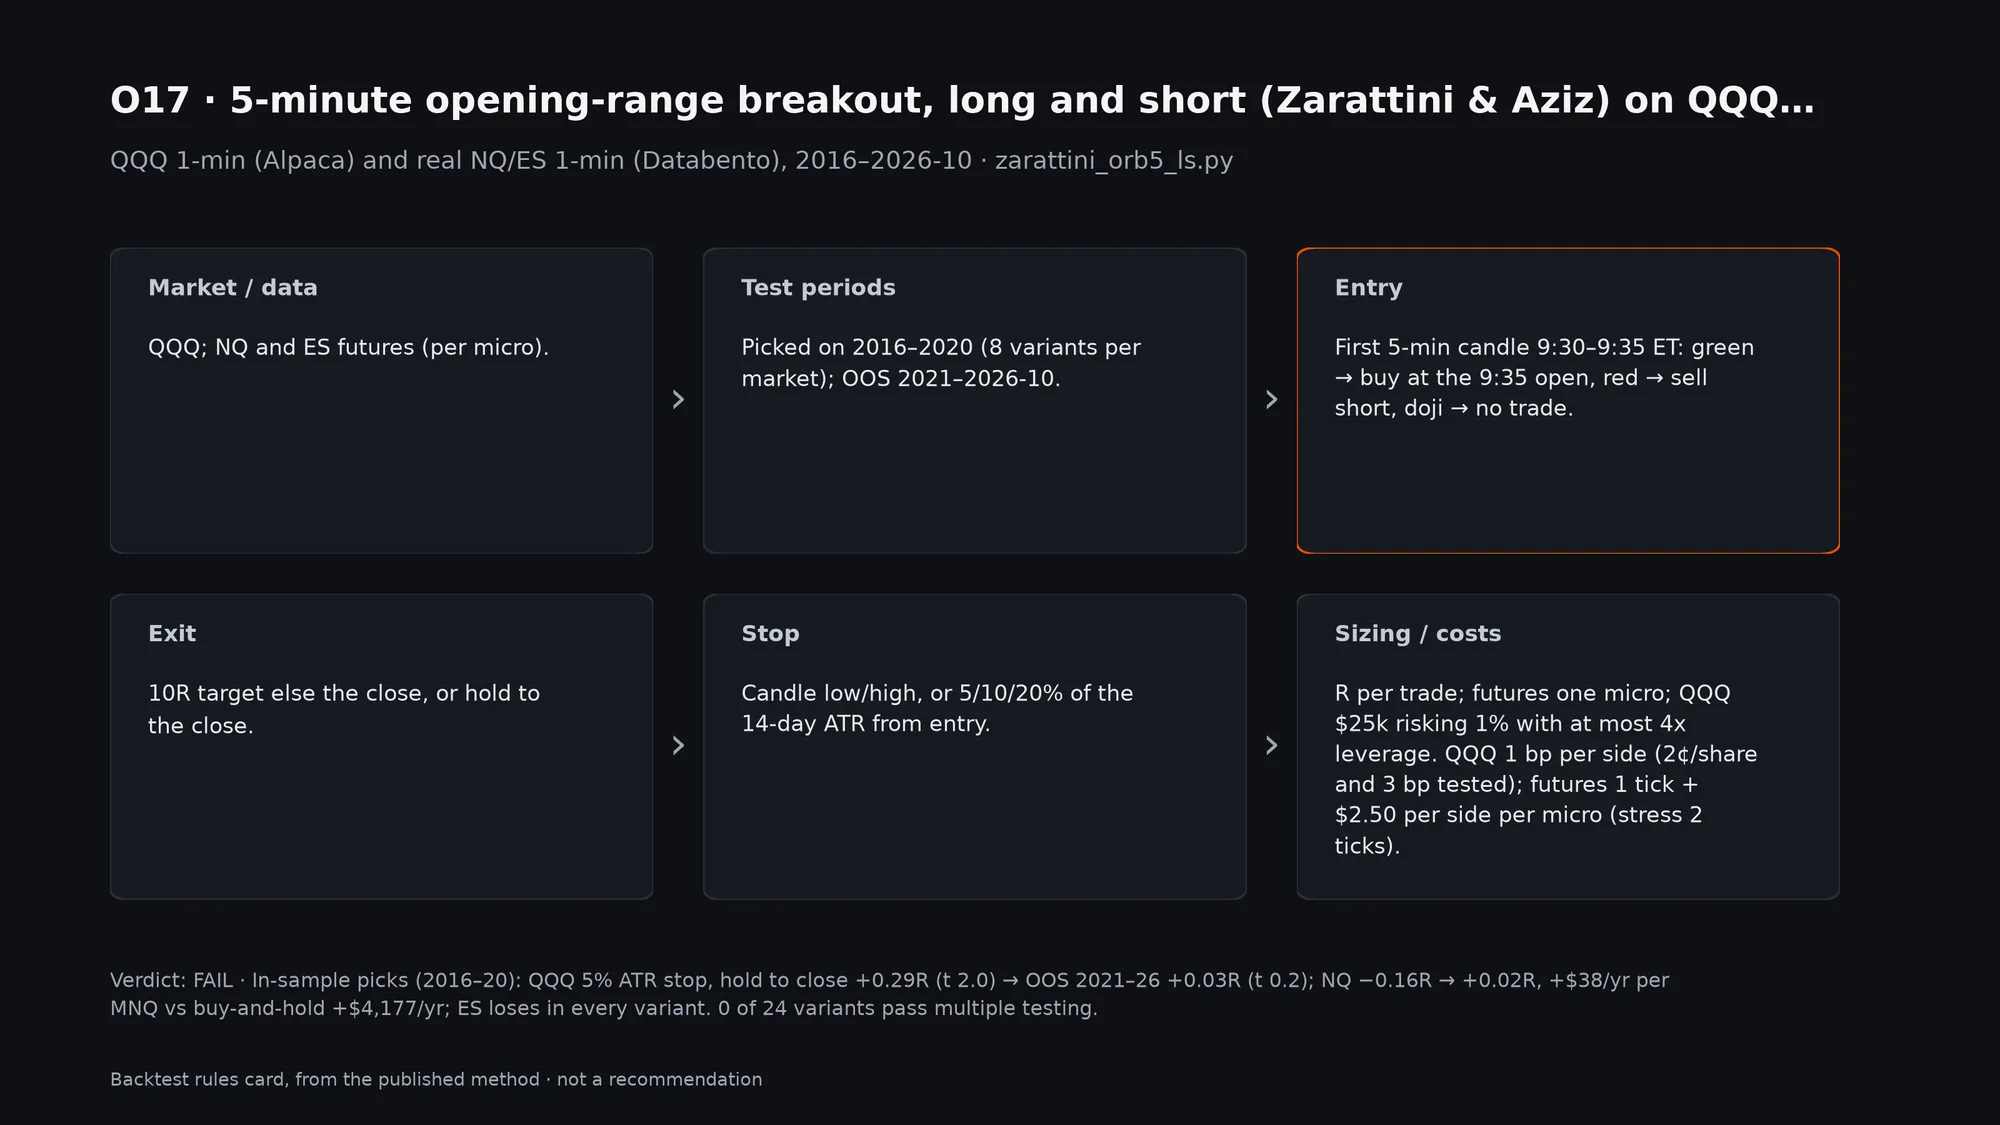 O17 · 5-minute opening-range breakout, long and short (Zarattini & Aziz) on QQQ…
QQQ 1-min (Alpaca) and real NQ/ES 1-min (Databento), 2016–2026-10 · zarattini_orb5_ls.py
Market / data
QQQ; NQ and ES futures (per micro).
›
Test periods
Picked on 2016–2020 (8 variants per
market); OOS 2021–2026-10.
›
Entry
First 5-min candle 9:30–9:35 ET: green
→ buy at the 9:35 open, red → sell
short, doji → no trade.
Exit
10R target else the close, or hold to
the close.
›
Stop
Candle low/high, or 5/10/20% of the
14-day ATR from entry.
›
Sizing / costs
R per trade; futures one micro; QQQ
$25k risking 1% with at most 4x
leverage. QQQ 1 bp per side (2¢/share
and 3 bp tested); futures 1 tick +
$2.50 per side per micro (stress 2
ticks).
Verdict: FAIL · In-sample picks (2016–20): QQQ 5% ATR stop, hold to close +0.29R (t 2.0) → OOS 2021–26 +0.03R (t 0.2); NQ −0.16R → +0.02R, +$38/yr per
MNQ vs buy-and-hold +$4,177/yr; ES loses in every variant. 0 of 24 variants pass multiple testing.
Backtest rules card, from the published method · not a recommendation